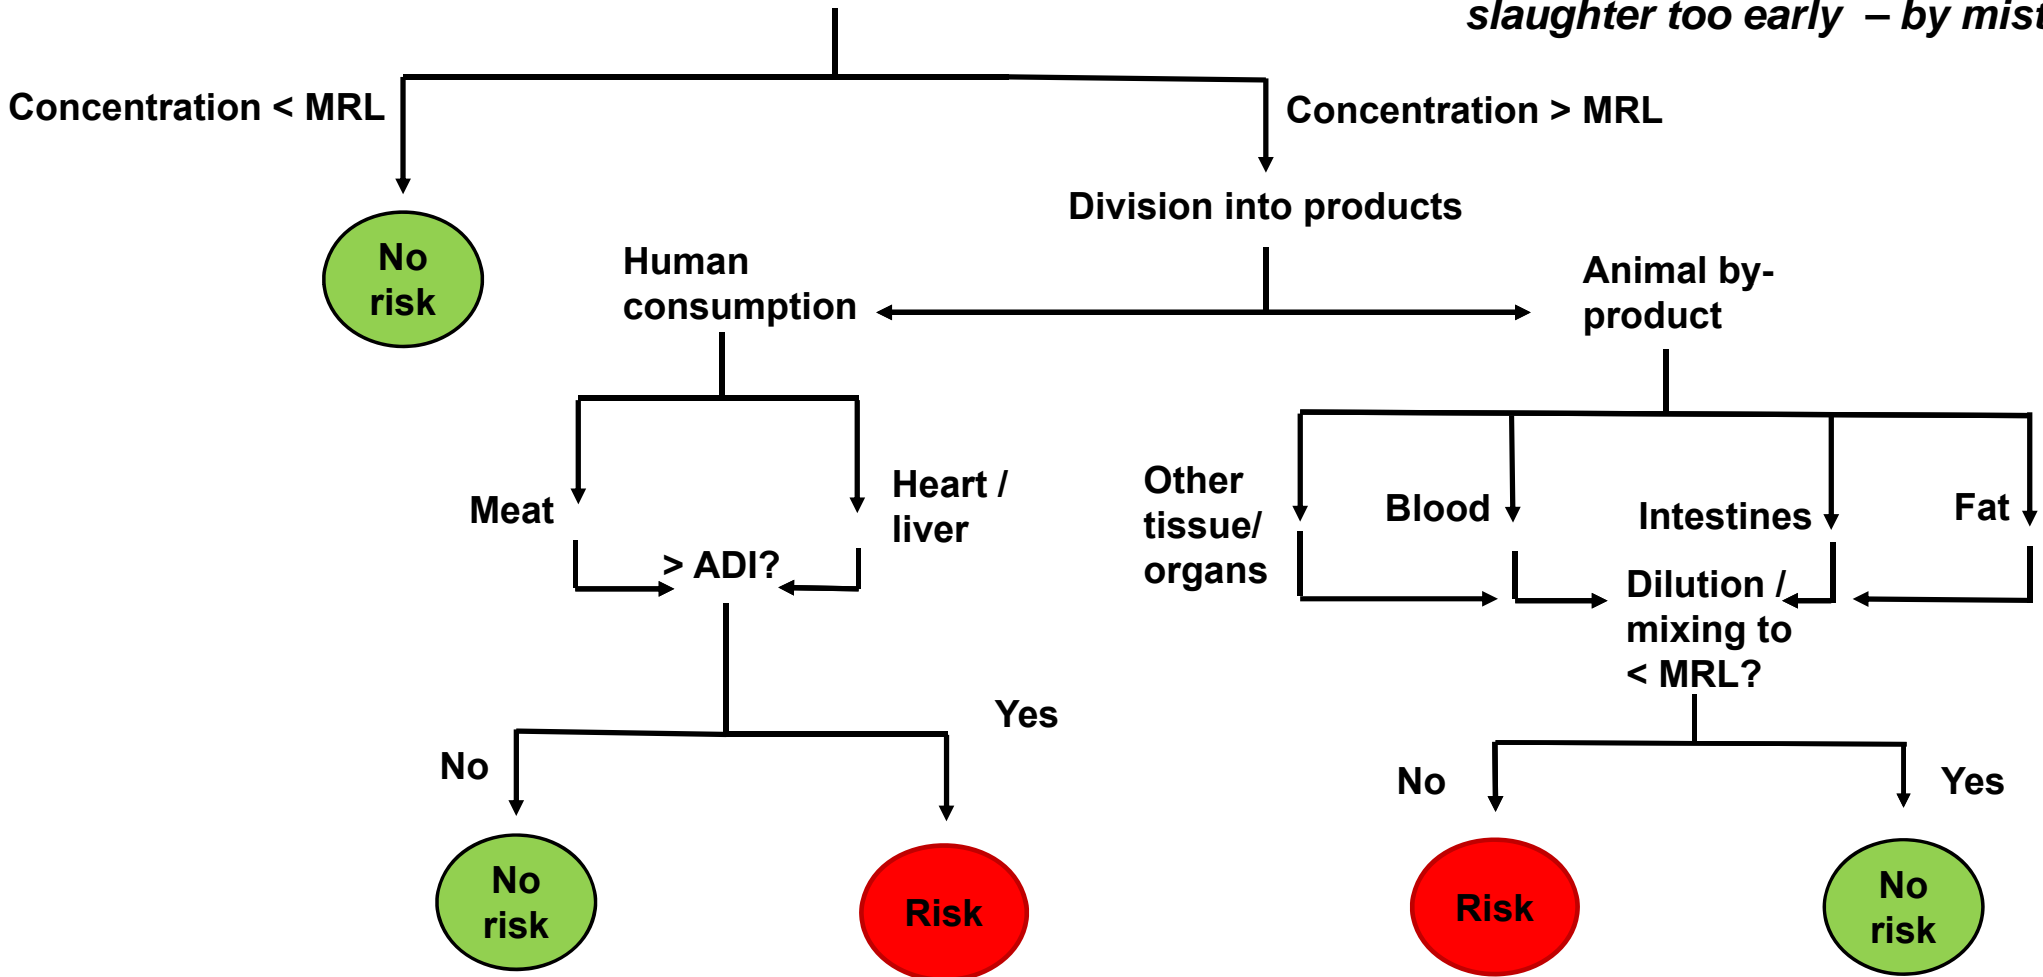 slaughter too early – by mist
Concentration < MRL
Concentration > MRL
Division into products
No
risk
Human
consumption
Animal by-
product
Meat
Heart /
liver
> ADI?
Other
tissue/
organs
Blood
Intestines
Fat
Dilution /
mixing to
< MRL?
No
Yes
No
Yes
No
risk
Risk
Risk
No
risk